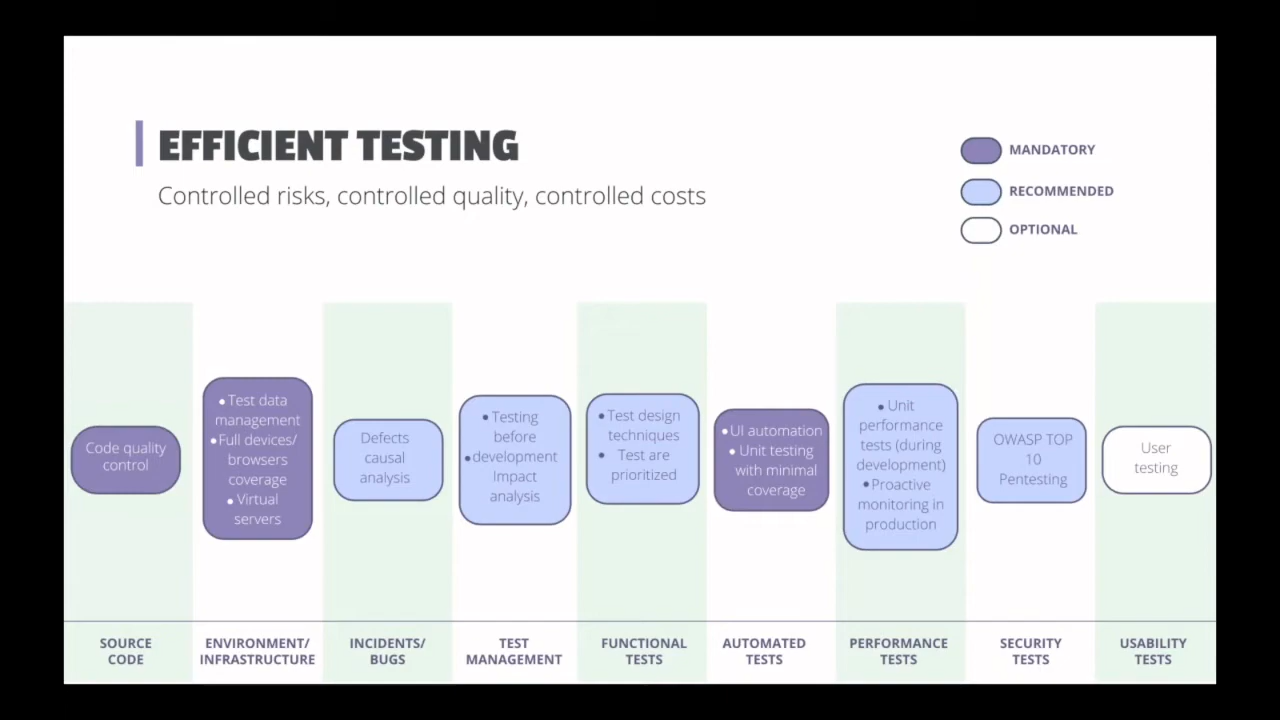 EFFICIENT TESTING
Controlled risks, controlled quality, controlled costs
MANDATORY
RECOMMENDED
OPTIONAL
Code quality
control
• Test data
management
• Full devices/
browsers
coverage
• Virtual
servers
Defects
causal
analysis
• Testing
before
• development
Impact
analysis
• Test design
techniques
• Test are
prioritized
• UI automation
• Unit testing
with minimal
coverage
• Unit
performance
tests (during
development)
• Proactive
monitoring in
production
OWASP TOP
10
Pentesting
User
testing
SOURCE
CODE
ENVIRONMENT/
INFRASTRUCTURE
INCIDENTS/
BUGS
TEST
MANAGEMENT
FUNCTIONAL
TESTS
AUTOMATED
TESTS
PERFORMANCE
TESTS
SECURITY
TESTS
USABILITY
TESTS